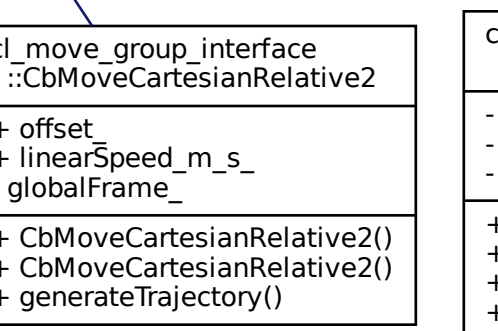 cl_move_group_interface
::CbMoveCartesianRelative2
+ offset_
+ linearSpeed_m_s_
globalFrame_
+ CbMoveCartesianRelative2()
+ CbMoveCartesianRelative2()
+ generateTrajectory()
c
-
-
-
+
+
+
+